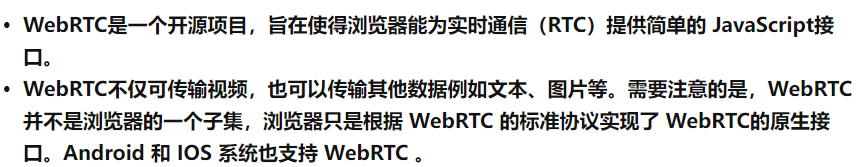 • WebRTC是一个开源项目，旨在使得浏览器能为实时通信（RTC）提供简单的 JavaScript接
口。
• WebRTC不仅可传输视频，也可以传输其他数据例如文本、图片等。需要注意的是，WebRTC
并不是浏览器的一个子集，浏览器只是根据 WebRTC 的标准协议实现了 WebRTC的原生接
口。Android 和 IOS 系统也支持 WebRTC 。